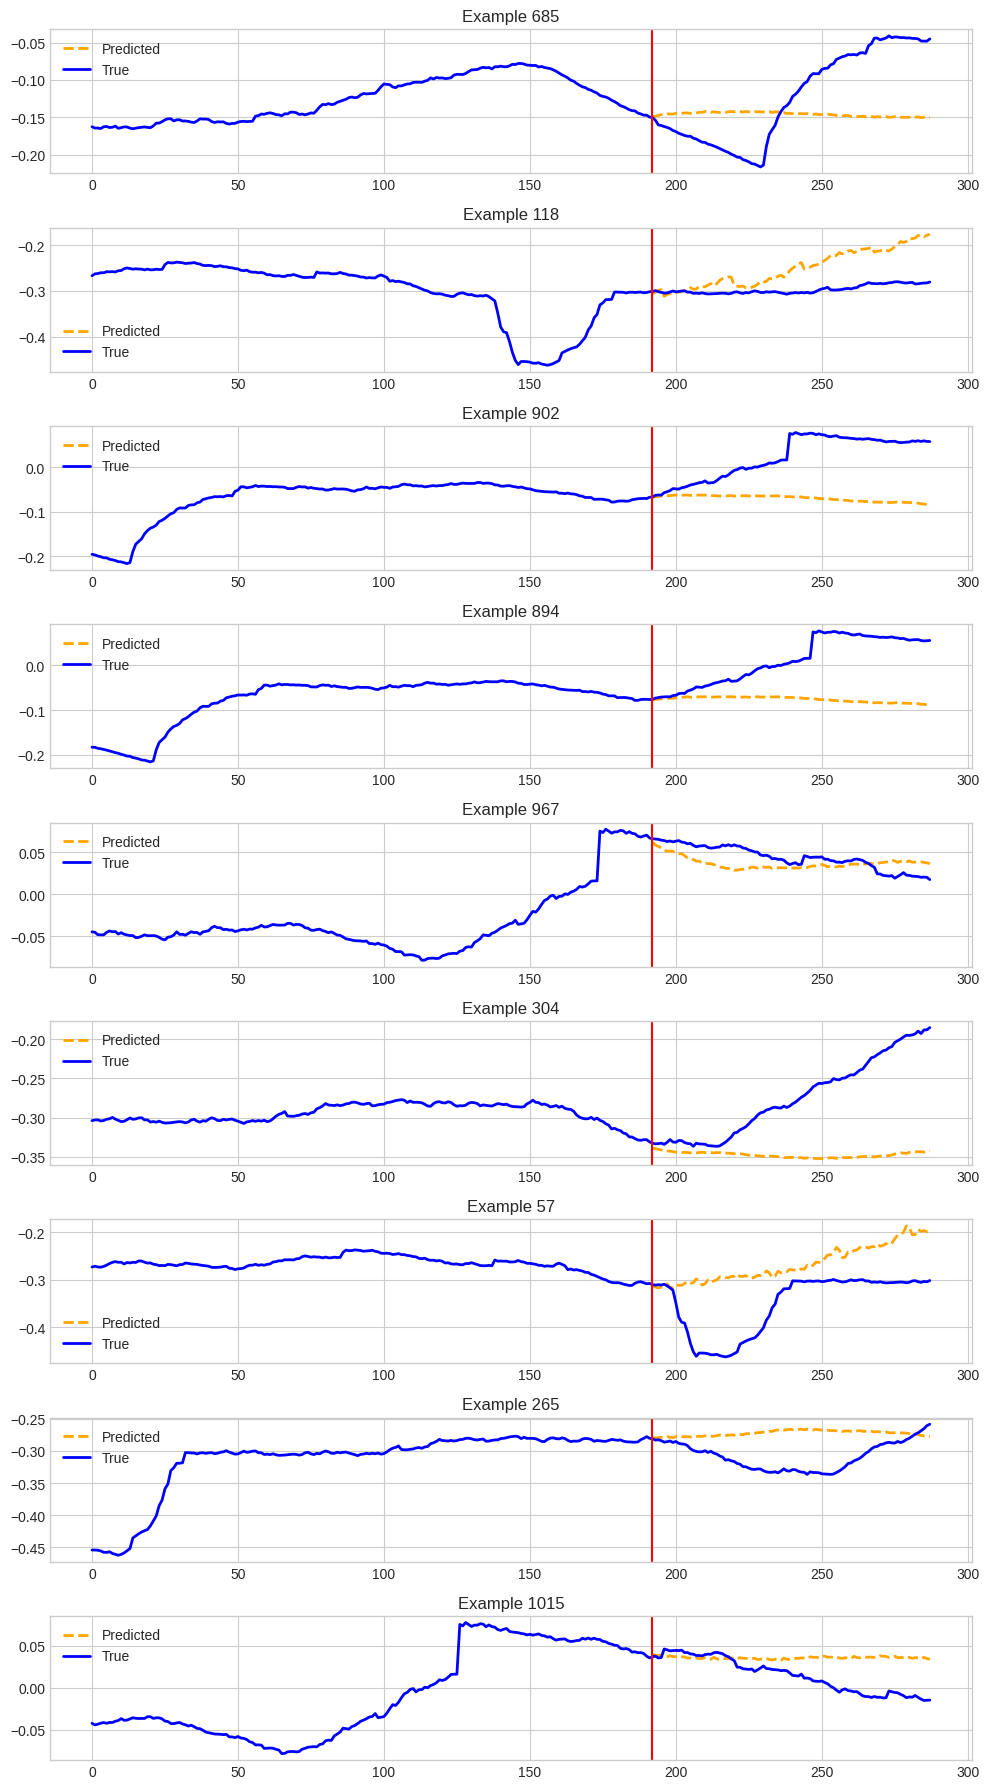 Example 685
−0.05
−0.10
−0.15
−0.20
Predicted
True
0 50 100 150 200 250 300
Example 118
−0.2
−0.3
−0.4
Predicted
True
0 50 100 150 200 250 300
Example 902
0.0
−0.1
−0.2
Predicted
True
0 50 100 150 200 250 300
Example 894
0.0
−0.1
−0.2
Predicted
True
0 50 100 150 200 250 300
Example 967
0.05
0.00
−0.05
Predicted
True
0 50 100 150 200 250 300
Example 304
−0.20
−0.25
−0.30
−0.35
Predicted
True
0 50 100 150 200 250 300
Example 57
−0.2
−0.3
−0.4
Predicted
True
0 50 100 150 200 250 300
Example 265
−0.25
−0.30
−0.35
−0.40
−0.45
Predicted
True
0 50 100 150 200 250 300
Example 1015
0.05
0.00
−0.05
Predicted
True
0 50 100 150 200 250 300